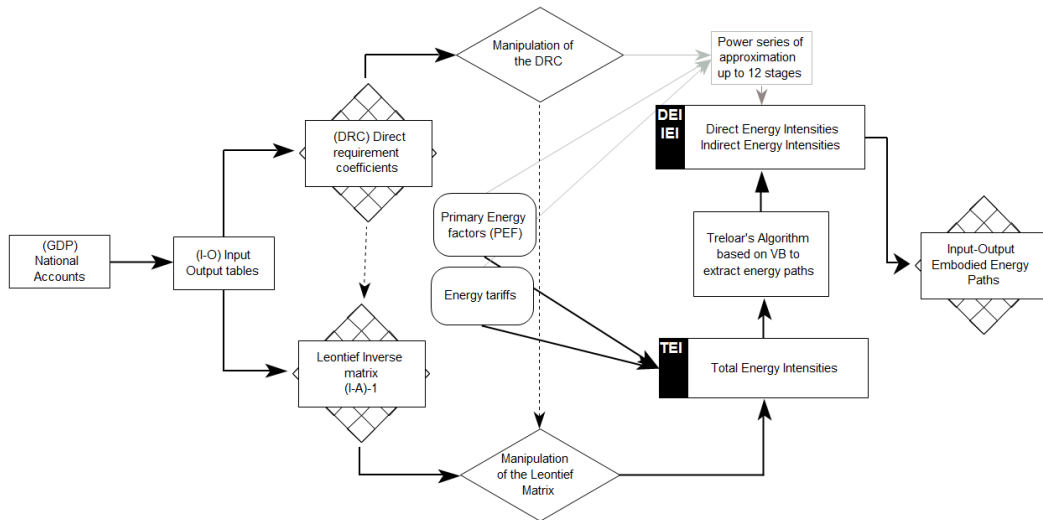 (GDP)
National
Accounts
(I-O) Input
Output tables
(DRC) Direct
requirement
coefficients
Leontief Inverse
matrix
(I-A)-1
Manipulation of
the DRC
Primary Energy
factors (PEF)
Energy tariffs
Manipulation
of the Leontief
Matrix
Power series of
approximation
up to 12 stages
DEI
IEI
Direct Energy Intensities
Indirect Energy Intensities
Treloar's Algorithm
based on VB to
extract energy paths
TEI
Total Energy Intensities
Input-Output
Embodied Energy
Paths